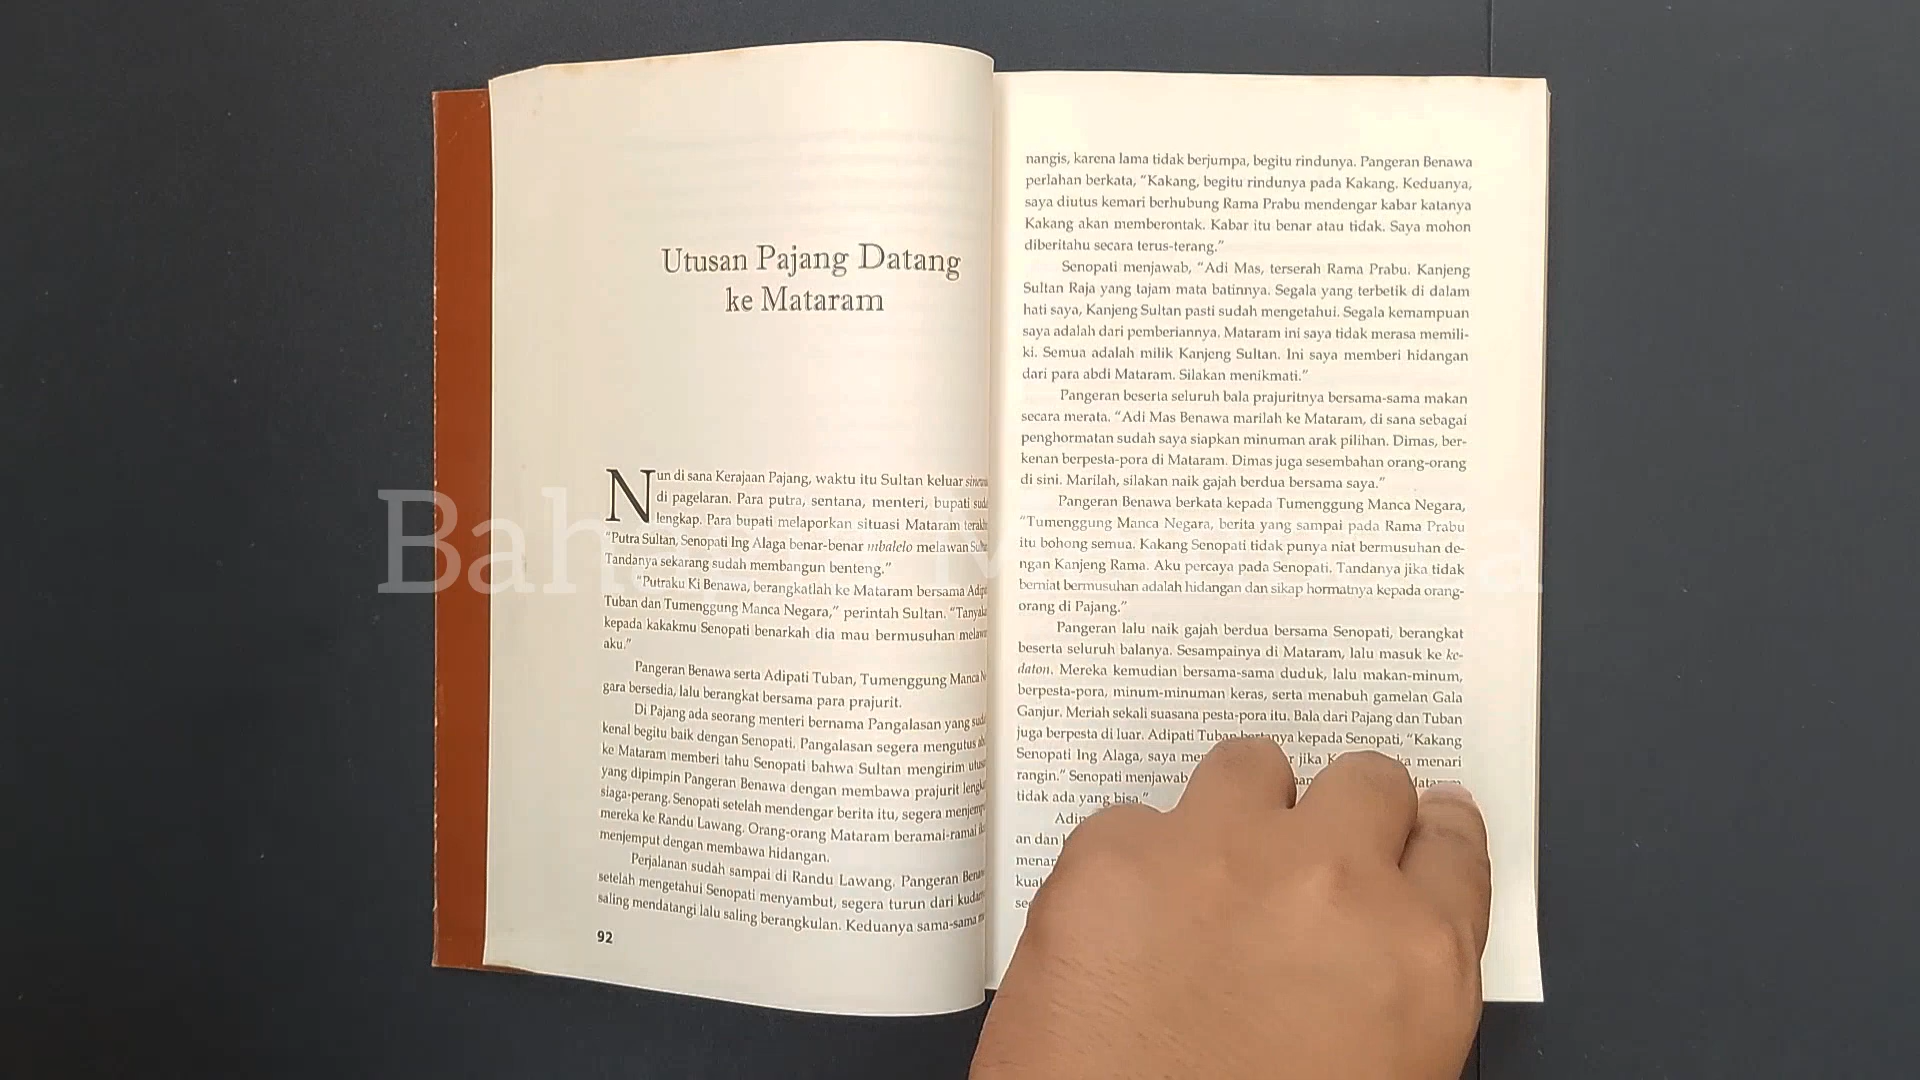 Utusan Pajang Datang
ke Mataram
Nun di sana Kerajaan Pajang, waktu itu Sultan keluar
di pagelaran. Para putra, sentana, menteri, bupati
lengkap. Para bupati melaporkan situasi Mataram
"Putra Sultan, Senopati Ing Alaga benar-benar mbalelo melawan
Tandanya sekarang sudah membangun benteng."
"Putraku Ki Benawa, berangkatlah ke Mataram bersama
Tuban dan Tumenggung Manca Negara," perintah Sultan.
kepada kakakmu Senopati benarkah dia mau bermusuhan
aku."
Pangeran Benawa serta Adipati Tuban, Tumenggung Manca
gara bersedia, lalu berangkat bersama para prajurit.
Di Pajang ada seorang menteri bernama Pangalasan yang
kenal begitu baik dengan Senopati. Pangalasan segera mengutus
ke Mataram memberi tahu Senopati bahwa Sultan mengirim
yang dipimpin Pangeran Benawa dengan membawa prajurit
siaga-perang. Senopati setelah mendengar berita itu, segera
mereka ke Randu Lawang. Orang-orang Mataram beramai-ramai
menjemput dengan membawa hidangan.
Perjalanan sudah sampai di Randu Lawang. Pangeran
setelah mengetahui Senopati menyambut, segera turun dari
saling mendatangi lalu saling berangkulan. Keduanya sama-sama
92
nangis, karena lama tidak berjumpa, begitu rindunya. Pangeran Benawa
perlahan berkata, "Kakang, begitu rindunya pada Kakang. Keduanya,
saya diutus kemari berhubung Rama Prabu mendengar kabar katanya
Kakang akan memberontak. Kabar itu benar atau tidak. Saya mohon
diberitahu secara terus-terang."
Senopati menjawab, "Adi Mas, terserah Rama Prabu. Kanjeng
Sultan Raja yang tajam mata batinnya. Segala yang terbetik di dalam
hati saya, Kanjeng Sultan pasti sudah mengetahui. Segala kemampuan
saya adalah dari pemberiannya. Mataram ini saya tidak merasa memili-
ki. Semua adalah milik Kanjeng Sultan. Ini saya memberi hidangan
dari para abdi Mataram. Silakan menikmati."
Pangeran beserta seluruh bala prajuritnya bersama-sama makan
secara merata. "Adi Mas Benawa marilah ke Mataram, di sana sebagai
penghormatan sudah saya siapkan minuman arak pilihan. Dimas, ber-
kenan berpesta-pora di Mataram. Dimas juga sesembahan orang-orang
di sini. Marilah, silakan naik gajah berdua bersama saya."
Pangeran Benawa berkata kepada Tumenggung Manca Negara,
"Tumenggung Manca Negara, berita yang sampai pada Rama Prabu
itu bohong semua. Kakang Senopati tidak punya niat bermusuhan de-
ngan Kanjeng Rama. Aku percaya pada Senopati. Tandanya jika tidak
berniat bermusuhan adalah hidangan dan sikap hormatnya kepada orang-
orang di Pajang."
Pangeran lalu naik gajah berdua bersama Senopati, berangkat
beserta seluruh balanya. Sesampainya di Mataram, lalu masuk ke ke-
daton. Mereka kemudian bersama-sama duduk, lalu makan-minum,
berpesta-pora, minum-minuman keras, serta menabuh gamelan Gala
Ganjur. Meriah sekali suasana pesta-pora itu. Bala dari Pajang dan Tuban
juga berpesta di luar. Adipati Tuban bertanya kepada Senopati, "Kakang
Senopati Ing Alaga, saya jika menari
rangin." Senopati menjawab Mataram
tidak ada yang bisa."
an dan